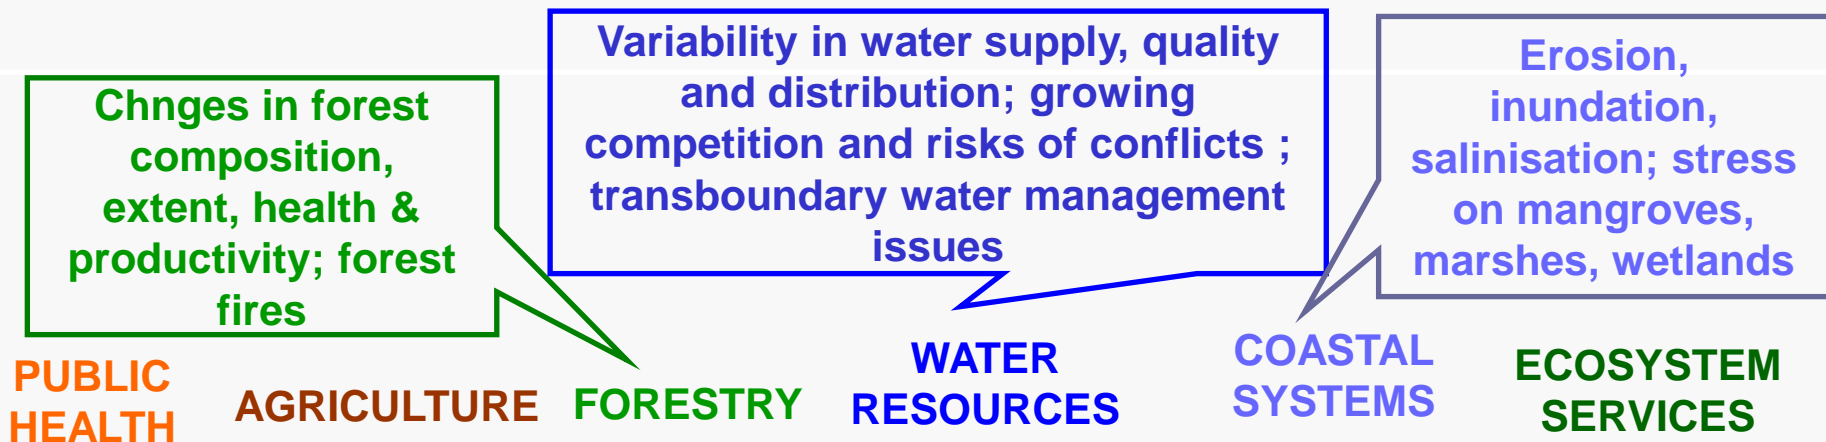 Chnges in forest
composition,
extent, health &
productivity; forest
fires
Variability in water supply, quality
and distribution; growing
competition and risks of conflicts ;
transboundary water management
issues
Erosion,
inundation,
salinisation; stress
on mangroves,
marshes, wetlands
PUBLIC
HEALTH
AGRICULTURE
FORESTRY
WATER
RESOURCES
COASTAL
SYSTEMS
ECOSYSTEM
SERVICES